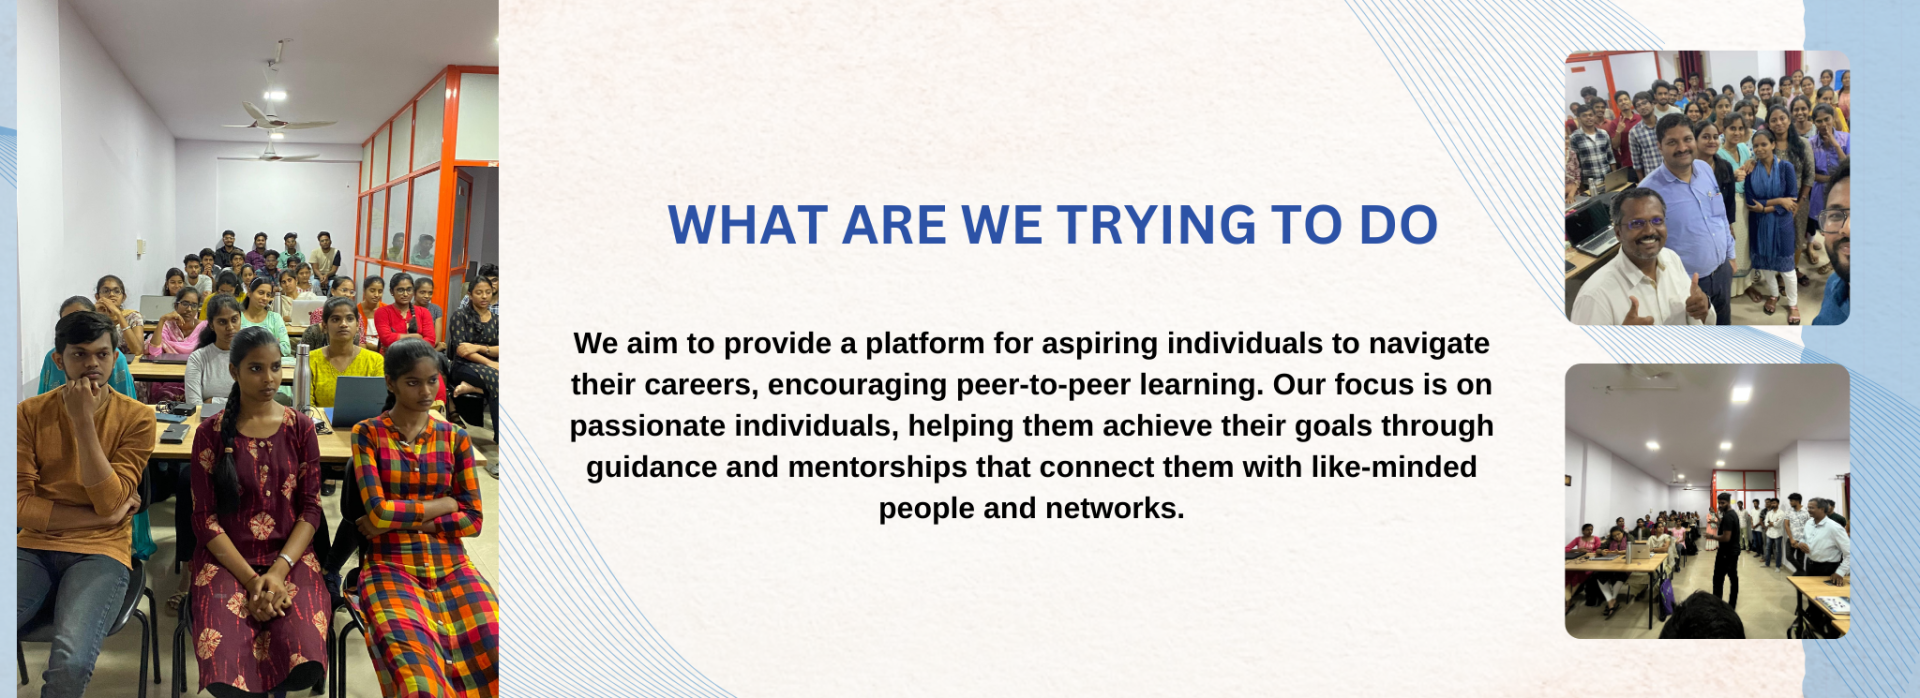 WHAT ARE WE TRYING TO DO
We aim to provide a platform for aspiring individuals to navigate
their careers, encouraging peer-to-peer learning. Our focus is on
passionate individuals, helping them achieve their goals through
guidance and mentorships that connect them with like-minded
people and networks.